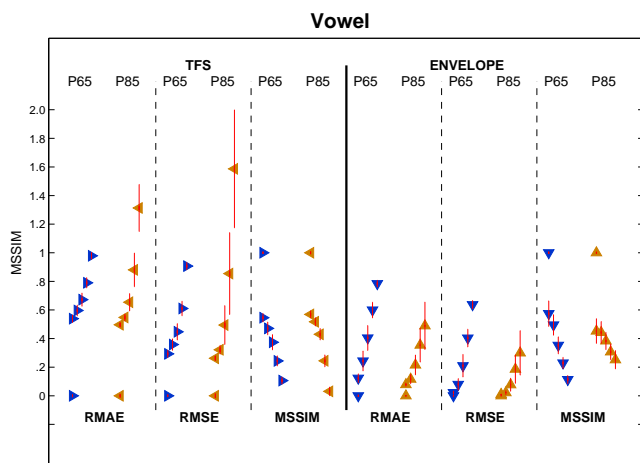 Vowel
TFS ENVELOPE
P65 P85 P65 P85 P65 P85 P65 P85 P65 P85 P65 P85
2.0
1.8
1.6
1.4
1.2
1
.8
.6
.4
.2
0
MSSIM
RMAE RMSE MSSIM RMAE RMSE MSSIM